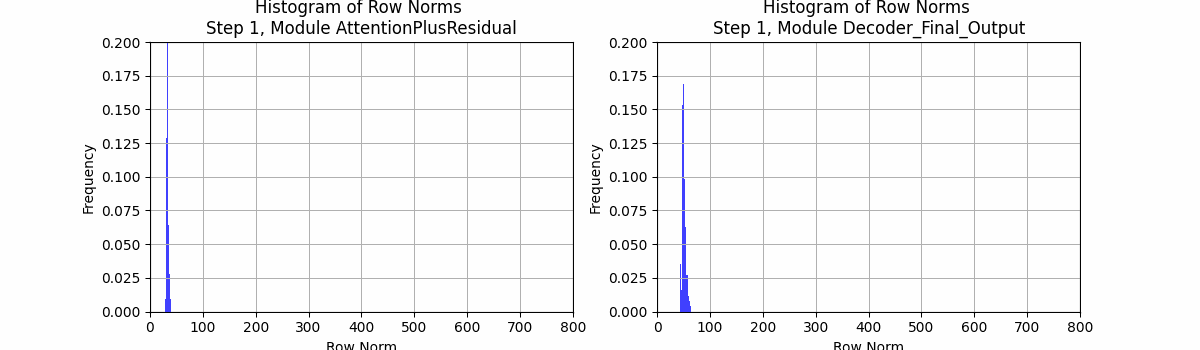 Histogram of Row Norms
Step 1, Module AttentionPlusResidual
0.200
0.175
0.150
0.125
0.100
0.075
0.050
0.025
0.000
Frequency
0 100 200 300 400 500 600 700 800
Row Norm
Histogram of Row Norms
Step 1, Module Decoder_Final_Output
0.200
0.175
0.150
0.125
0.100
0.075
0.050
0.025
0.000
Frequency
0 100 200 300 400 500 600 700 800
Row Norm